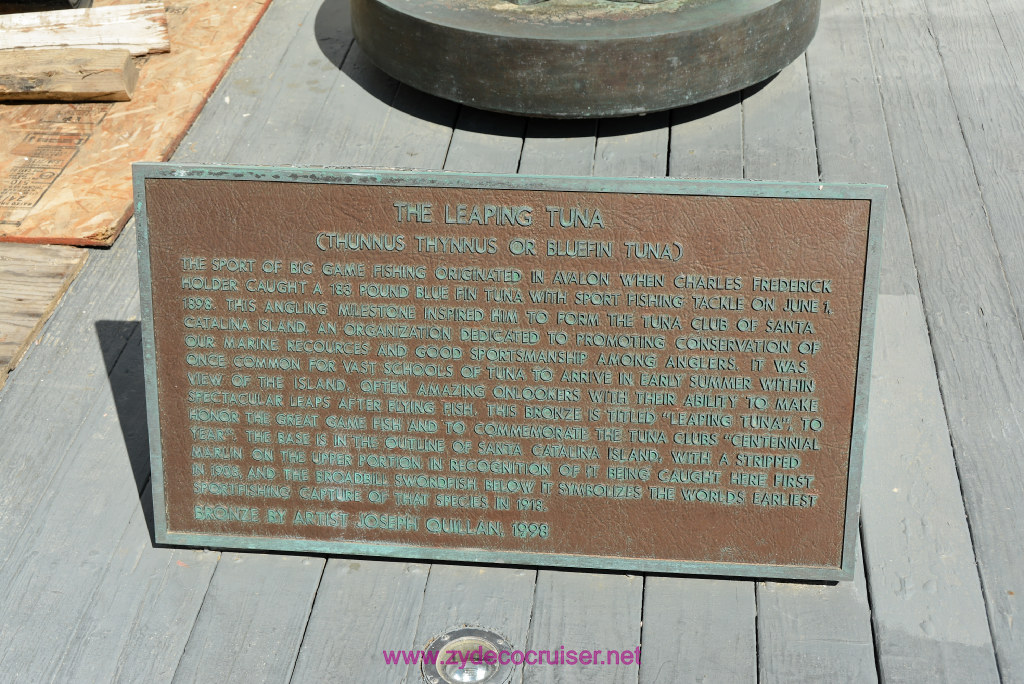 THE LEAPING TUNA
(THUNNUS THYNNUS OR BLUEFIN TUNA)
THE SPORT OF BIG GAME FISHING ORIGINATED IN AVALON WHEN CHARLES FREDERICK
HOLDER CAUGHT A 183 POUND BLUE FIN TUNA WITH SPORT FISHING TACKLE ON JUNE 1,
1898. THIS ANGLING MILESTONE INSPIRED HIM TO FORM THE TUNA CLUB OF SANTA
CATALINA ISLAND, AN ORGANIZATION DEDICATED TO PROMOTING CONSERVATION OF
OUR MARINE RECOURCES AND GOOD SPORTSMANSHIP AMONG ANGLERS. IT WAS
ONCE COMMON FOR VAST SCHOOLS OF TUNA TO ARRIVE IN EARLY SUMMER WITHIN
VIEW OF THE ISLAND, OFTEN AMAZING ONLOOKERS WITH THEIR ABILITY TO MAKE
SPECTACULAR LEAPS AFTER FLYING FISH. THIS BRONZE IS TITLED "LEAPING TUNA", TO
HONOR THE GREAT GAME FISH AND TO COMMEMORATE THE TUNA CLUBS "CENTENNIAL
YEAR". THE BASE IS IN THE OUTLINE OF SANTA CATALINA ISLAND, WITH A STRIPPED
MARLIN ON THE UPPER PORTION IN RECOGNITION OF IT BEING CAUGHT HERE FIRST
IN 1903, AND THE BROADBILL SWORDFISH BELOW IT SYMBOLIZES THE WORLDS EARLIEST
SPORTFISHING CAPTURE OF THAT SPECIES IN 1913.
BRONZE BY ARTIST JOSEPH QUILLAN, 1998
www.zydecocruiser.net